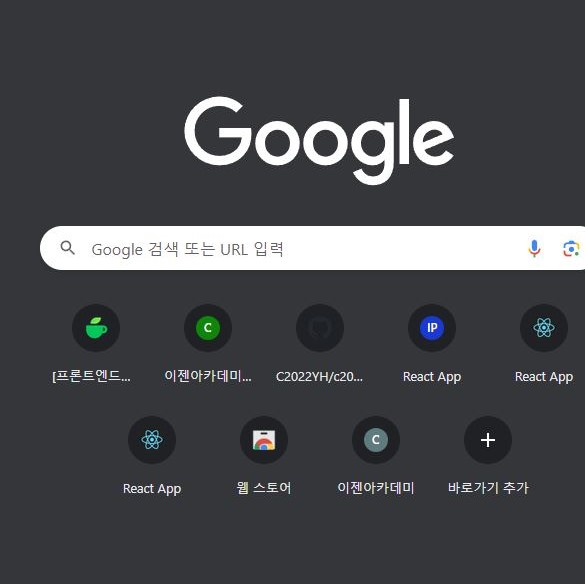 Google
Google 검색 또는 URL 입력
C
IP
[프론트엔드...
이젠아카데미...
C2022YH/c20...
React App
React App
C
React App
웹 스토어
이젠아카데미
바로가기 추가